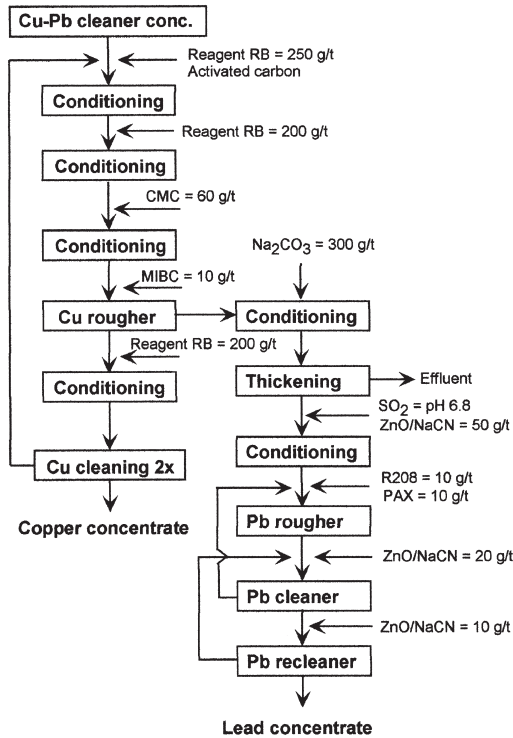 Cu-Pb cleaner conc.
Reagent RB = 250 g/t
Activated carbon
Conditioning
Reagent RB = 200 g/t
Conditioning
CMC = 60 g/t
Conditioning
MIBC = 10 g/t
Cu rougher
Reagent RB = 200 g/t
Conditioning
Cu cleaning 2x
Copper concentrate
Na₂CO₃ = 300 g/t
Conditioning
Thickening
Effluent
SO₂ = pH 6.8
ZnO/NaCN = 50 g/t
Conditioning
R208 = 10 g/t
PAX = 10 g/t
Pb rougher
ZnO/NaCN = 20 g/t
Pb cleaner
ZnO/NaCN = 10 g/t
Pb recleaner
Lead concentrate